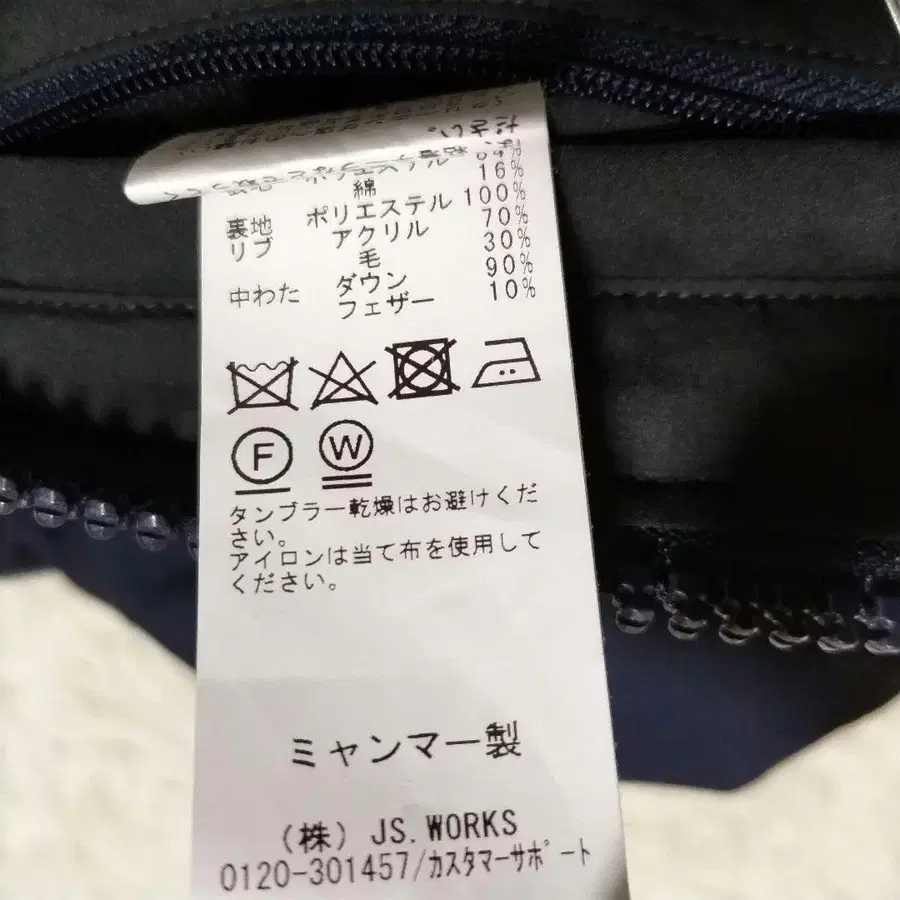 綿 16%
裏地 ポリエステル 100%
リブ アクリル 70%
毛 30%
中わた ダウン 90%
フェザー 10%
F W
タンブラー乾燥はお避けくだ
さい。
アイロンは当て布を使用して
ください。
ミャンマー製
(株) JS.WORKS
0120-301457/カスタマーサポート